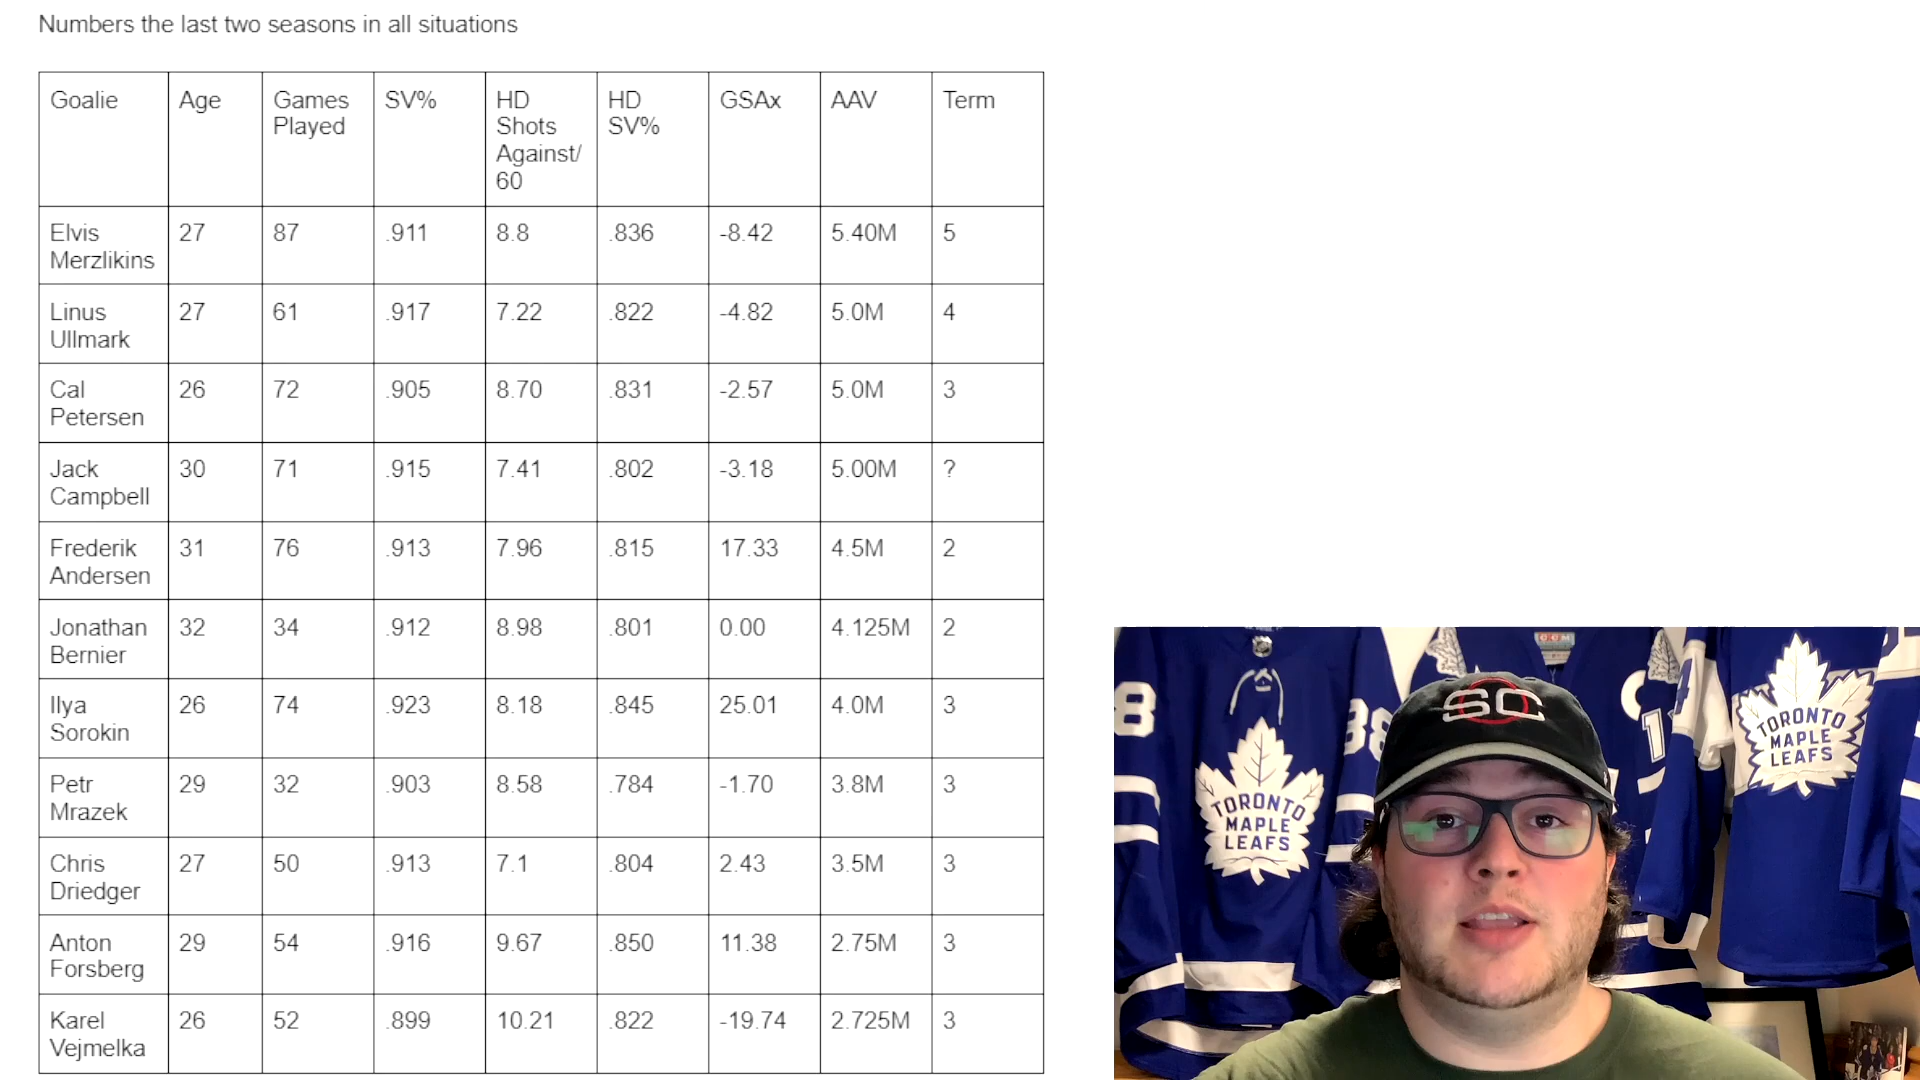 Numbers the last two seasons in all situations
Goalie Age Games Played SV% HD Shots Against/60 HD SV% GSAx AAV Term
Elvis Merzlikins 27 87 .911 8.8 .836 -8.42 5.40M 5
Linus Ullmark 27 61 .917 7.22 .822 -4.82 5.0M 4
Cal Petersen 26 72 .905 8.70 .831 -2.57 5.0M 3
Jack Campbell 30 71 .915 7.41 .802 -3.18 5.00M ?
Frederik Andersen 31 76 .913 7.96 .815 17.33 4.5M 2
Jonathan Bernier 32 34 .912 8.98 .801 0.00 4.125M 2
Ilya Sorokin 26 74 .923 8.18 .845 25.01 4.0M 3
Petr Mrazek 29 32 .903 8.58 .784 -1.70 3.8M 3
Chris Driedger 27 50 .913 7.1 .804 2.43 3.5M 3
Anton Forsberg 29 54 .916 9.67 .850 11.38 2.75M 3
Karel Vejmelka 26 52 .899 10.21 .822 -19.74 2.725M 3
8
88
C
CCM
SC
TORONTO
MAPLE
LEAFS
TORONTO
MAPLE
LEAFS